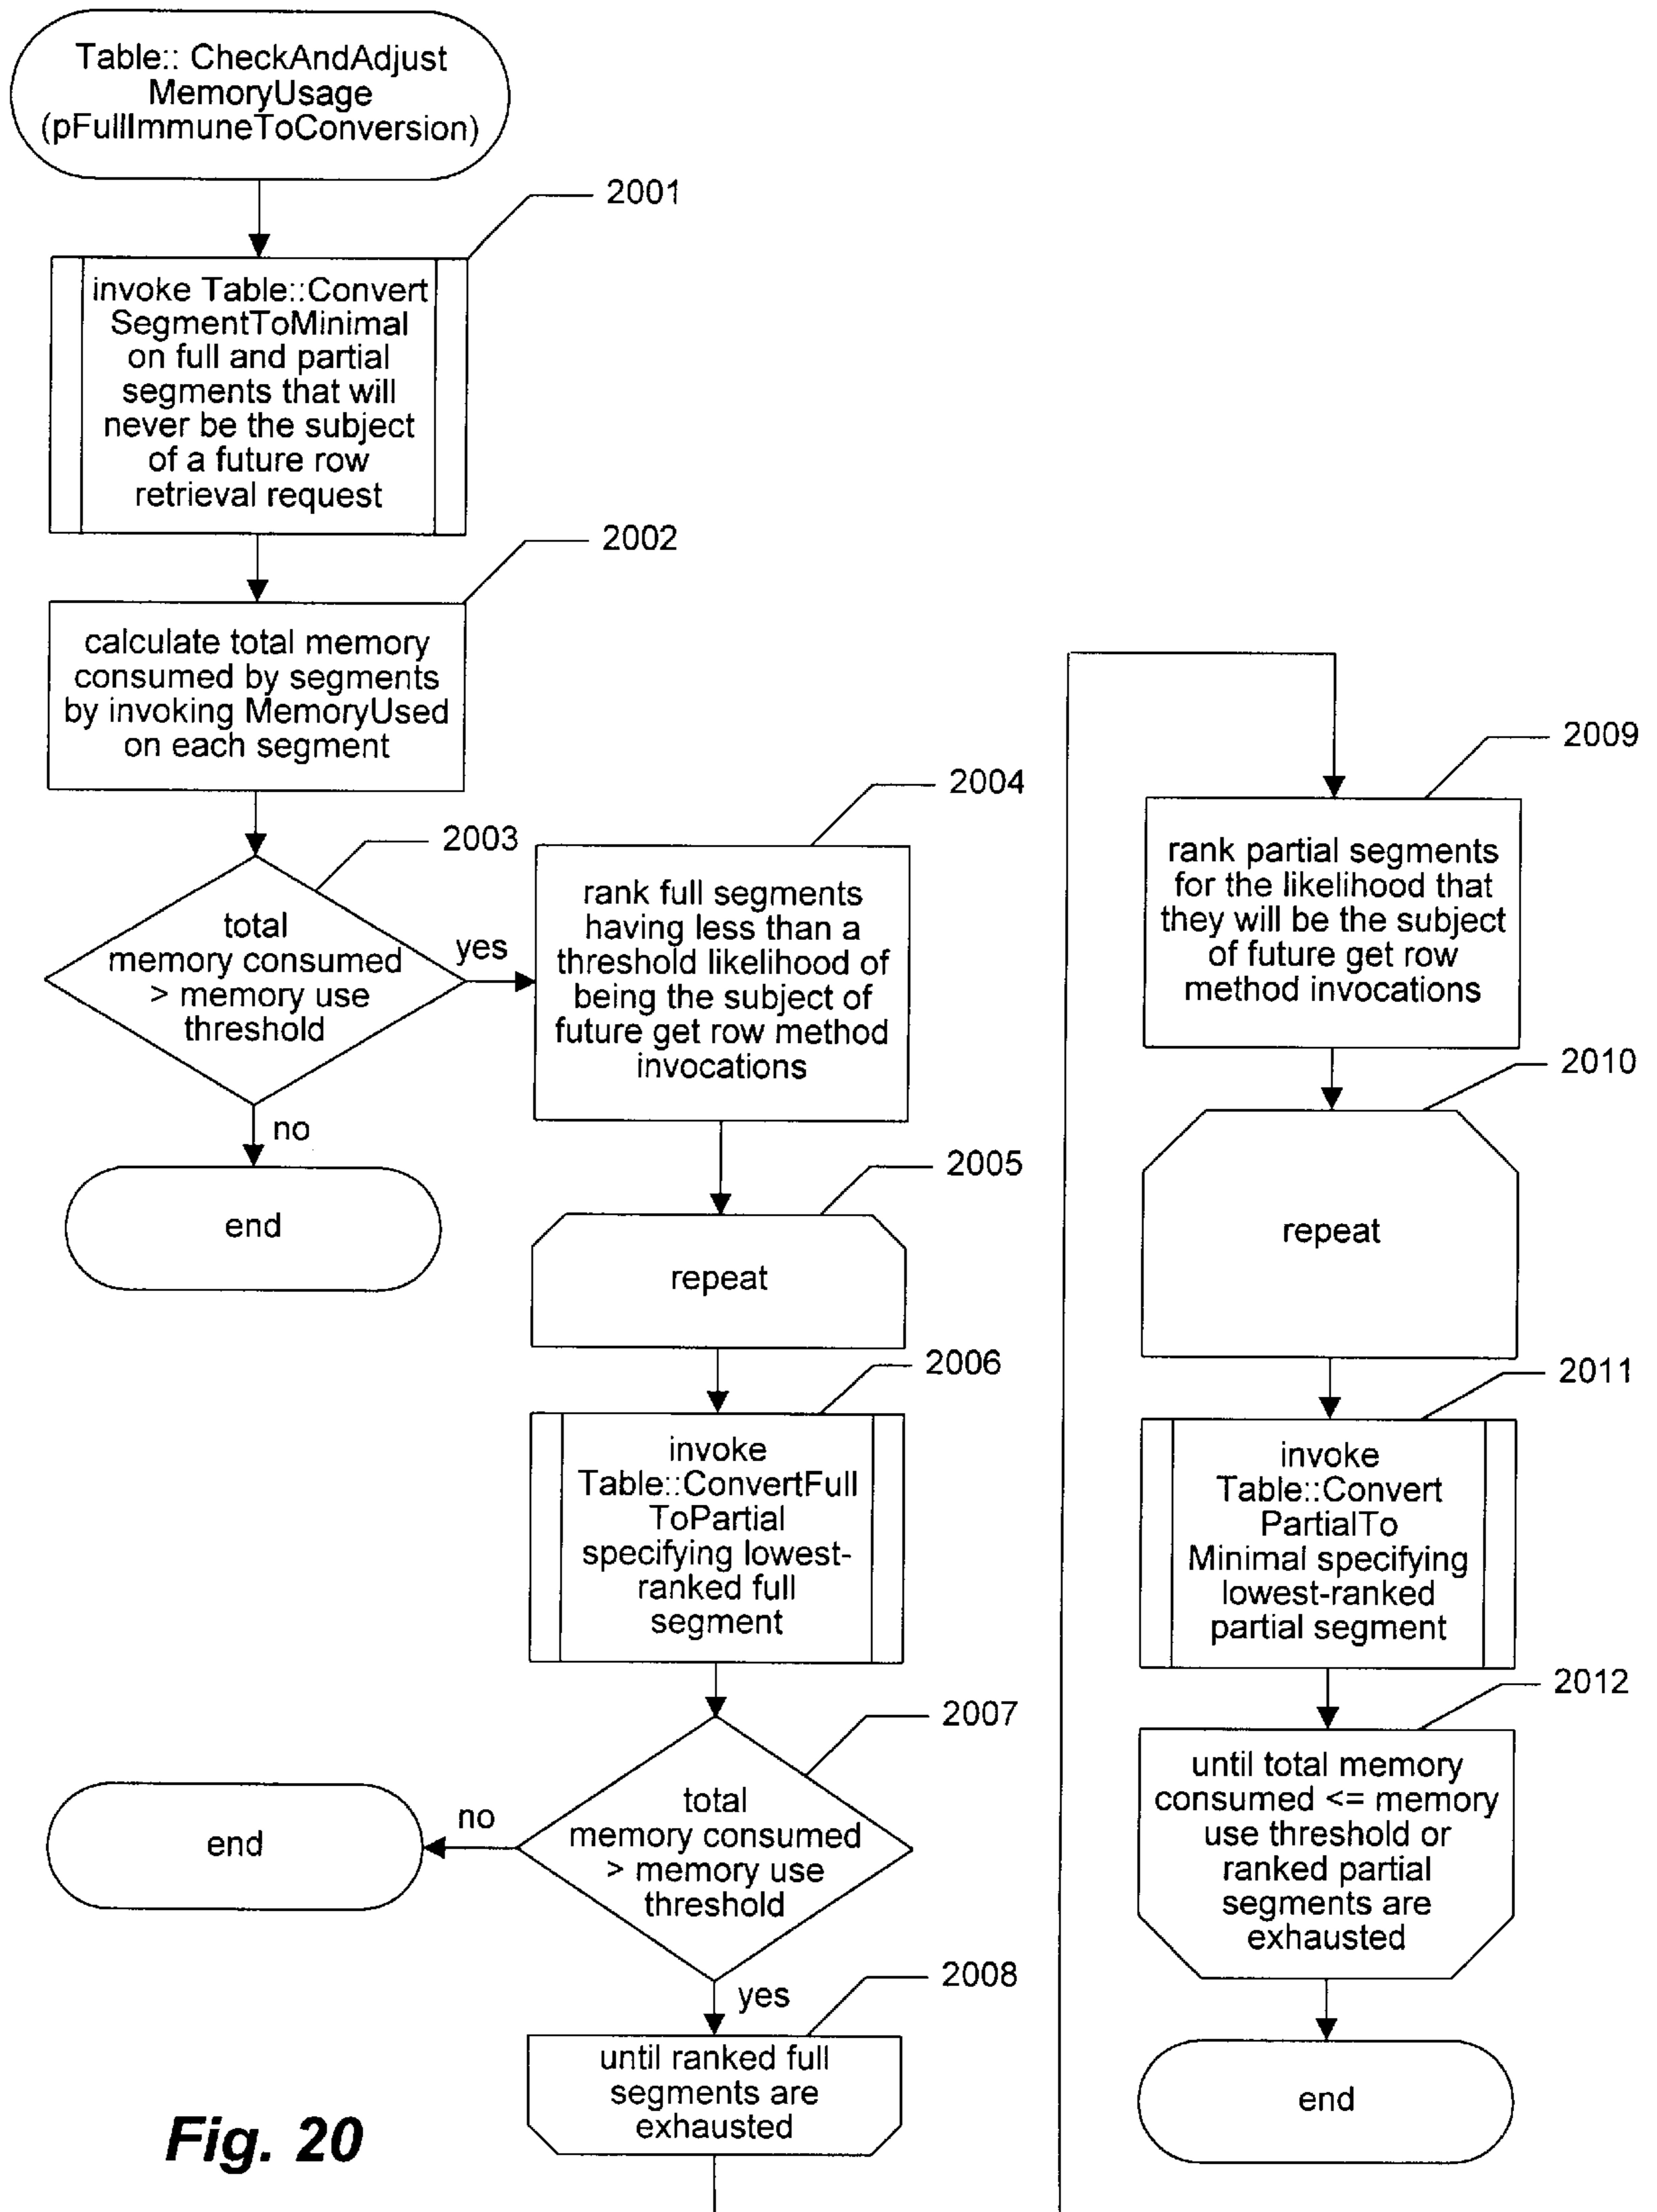 Table:: CheckAndAdjust
MemoryUsage
(pFullImmuneToConversion)
2001
invoke Table::Convert
SegmentToMinimal
on full and partial
segments that will
never be the subject
of a future row
retrieval request
2002
calculate total memory
consumed by segments
by invoking MemoryUsed
on each segment
2003
total
memory consumed
> memory use
threshold
yes
no
end
2004
rank full segments
having less than a
threshold likelihood of
being the subject of
future get row method
invocations
2005
repeat
2006
invoke
Table::ConvertFull
ToPartial
specifying lowest-
ranked full
segment
2007
total
memory consumed
> memory use
threshold
no
end
yes
2008
until ranked full
segments are
exhausted
2009
rank partial segments
for the likelihood that
they will be the subject
of future get row
method invocations
2010
repeat
2011
invoke
Table::Convert
PartialTo
Minimal specifying
lowest-ranked
partial segment
2012
until total memory
consumed <= memory
use threshold or
ranked partial
segments are
exhausted
end
Fig. 20